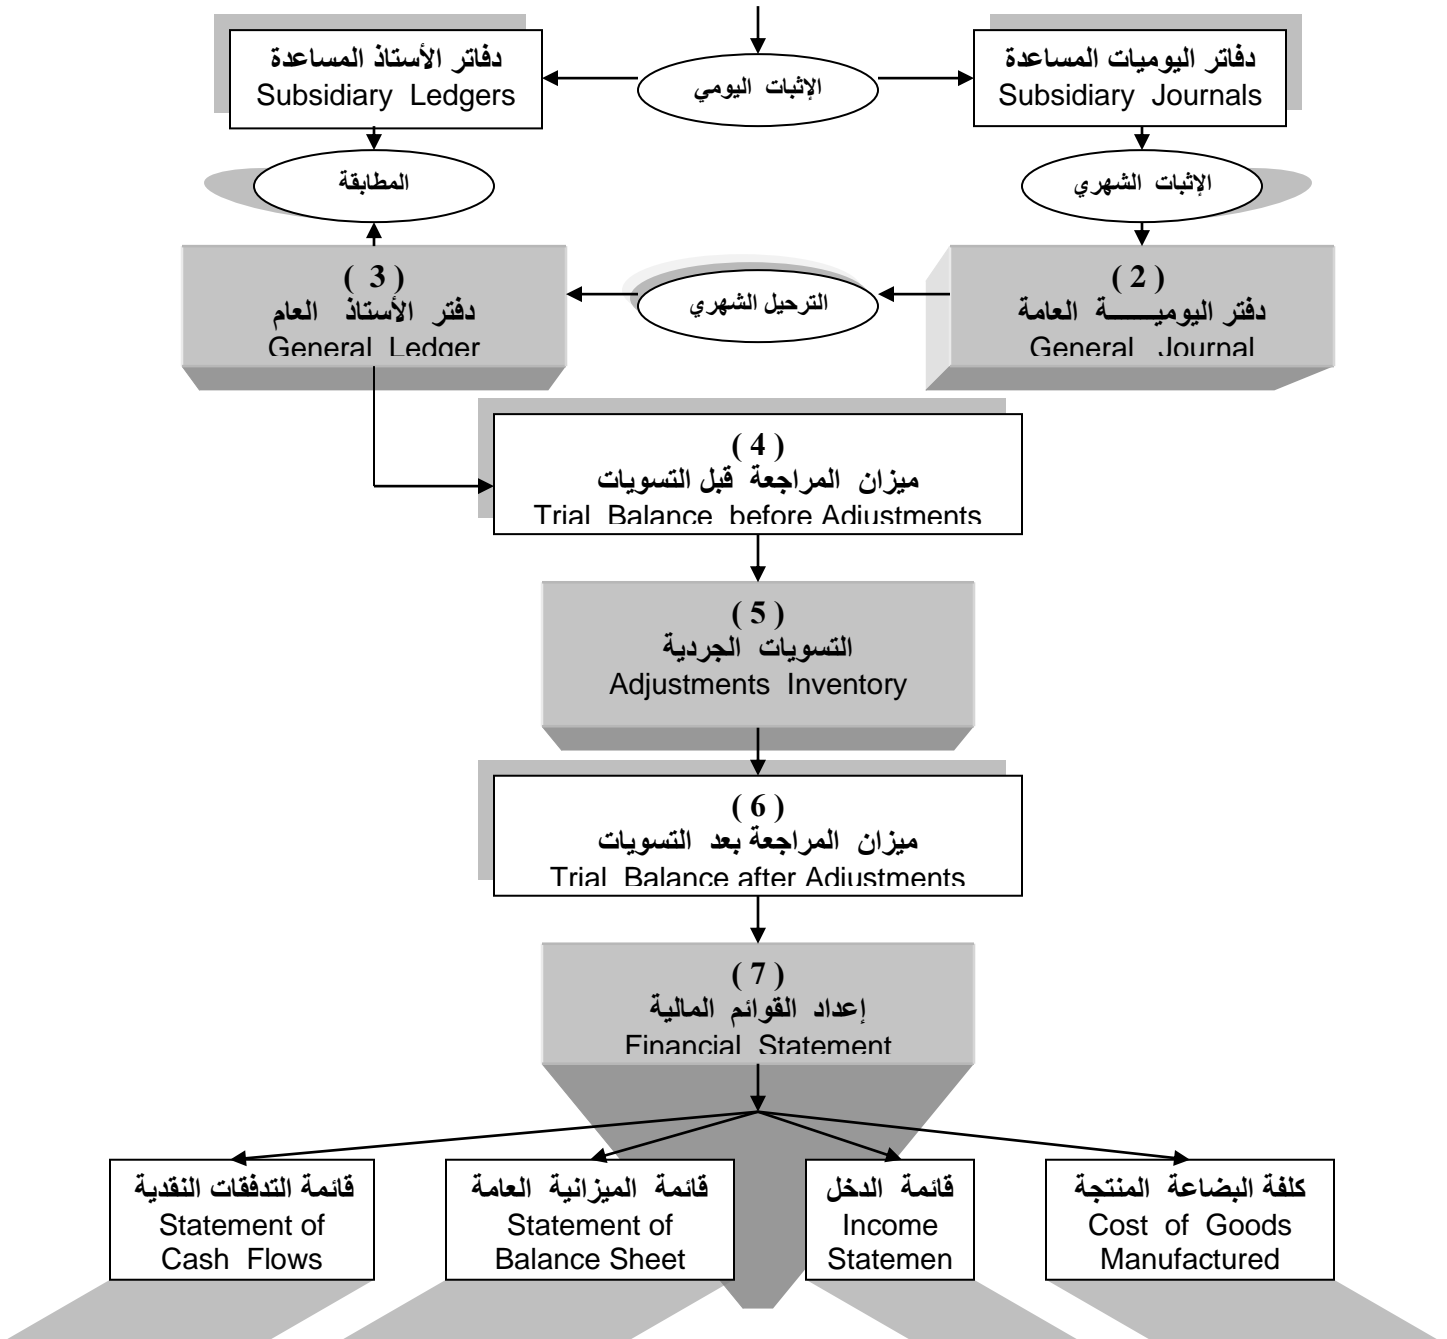 دفاتر اليوميات المساعدة
Subsidiary Journals
الإثبات اليومي
دفاتر الأستاذ المساعدة
Subsidiary Ledgers
الإثبات الشهري
المطابقة
( 2 )
دفتر اليوميـــــــة العامة
General Journal
الترحيل الشهري
( 3 )
دفتر الأستاذ العام
General Ledger
( 4 )
ميزان المراجعة قبل التسويات
Trial Balance before Adjustments
( 5 )
التسويات الجردية
Adjustments Inventory
( 6 )
ميزان المراجعة بعد التسويات
Trial Balance after Adjustments
( 7 )
إعداد القوائم المالية
Financial Statement
كلفة البضاعة المنتجة
Cost of Goods
Manufactured
قائمة الدخل
Income
Statemen
قائمة الميزانية العامة
Statement of
Balance Sheet
قائمة التدفقات النقدية
Statement of
Cash Flows